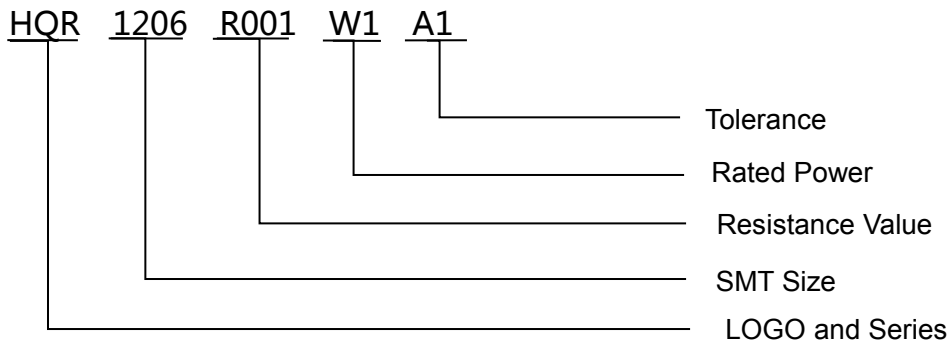 HQR 1206 R001 W1 A1
Tolerance
Rated Power
Resistance Value
SMT Size
LOGO and Series